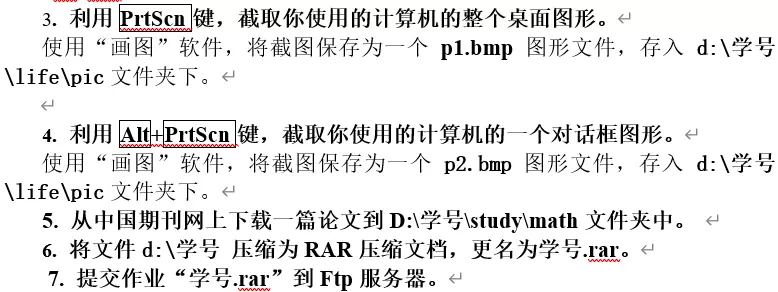 3. 利用 PrtScn 键，截取你使用的计算机的整个桌面图形。
使用“画图”软件，将截图保存为一个 p1.bmp 图形文件，存入 d:\学号
\life\pic 文件夹下。↵
↵
4. 利用 Alt+PrtScn 键，截取你使用的计算机的一个对话框图形。↵
使用“画图”软件，将截图保存为一个 p2.bmp 图形文件，存入 d:\学号
\life\pic 文件夹下。↵
5. 从中国期刊网上下载一篇论文到 D:\学号\study\math 文件夹中。↵
6. 将文件 d:\学号 压缩为 RAR 压缩文档，更名为学号.rar。↵
7. 提交作业“学号.rar”到 Ftp 服务器。↵